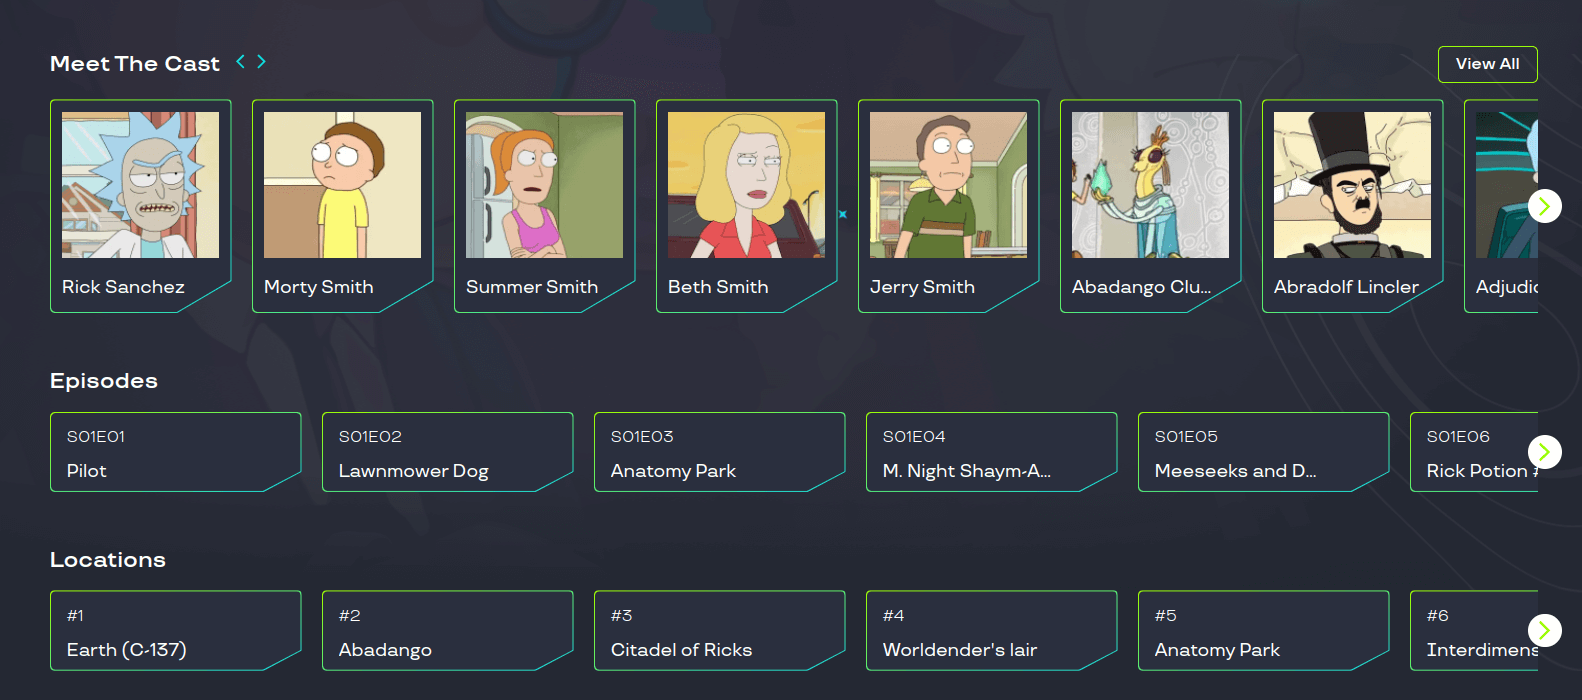 Meet The Cast
View All
Rick Sanchez
Morty Smith
Summer Smith
Beth Smith
Jerry Smith
Abadango Clu...
Abradolf Lincler
Episodes
S01E01
Pilot
S01E02
Lawnmower Dog
S01E03
Anatomy Park
S01E04
M. Night Shaym-A...
S01E05
Meeseeks and D...
S01E06
Rick Potion
Locations
#1
Earth (C-137)
#2
Abadango
#3
Citadel of Ricks
#4
Worldender's lair
#5
Anatomy Park
#6